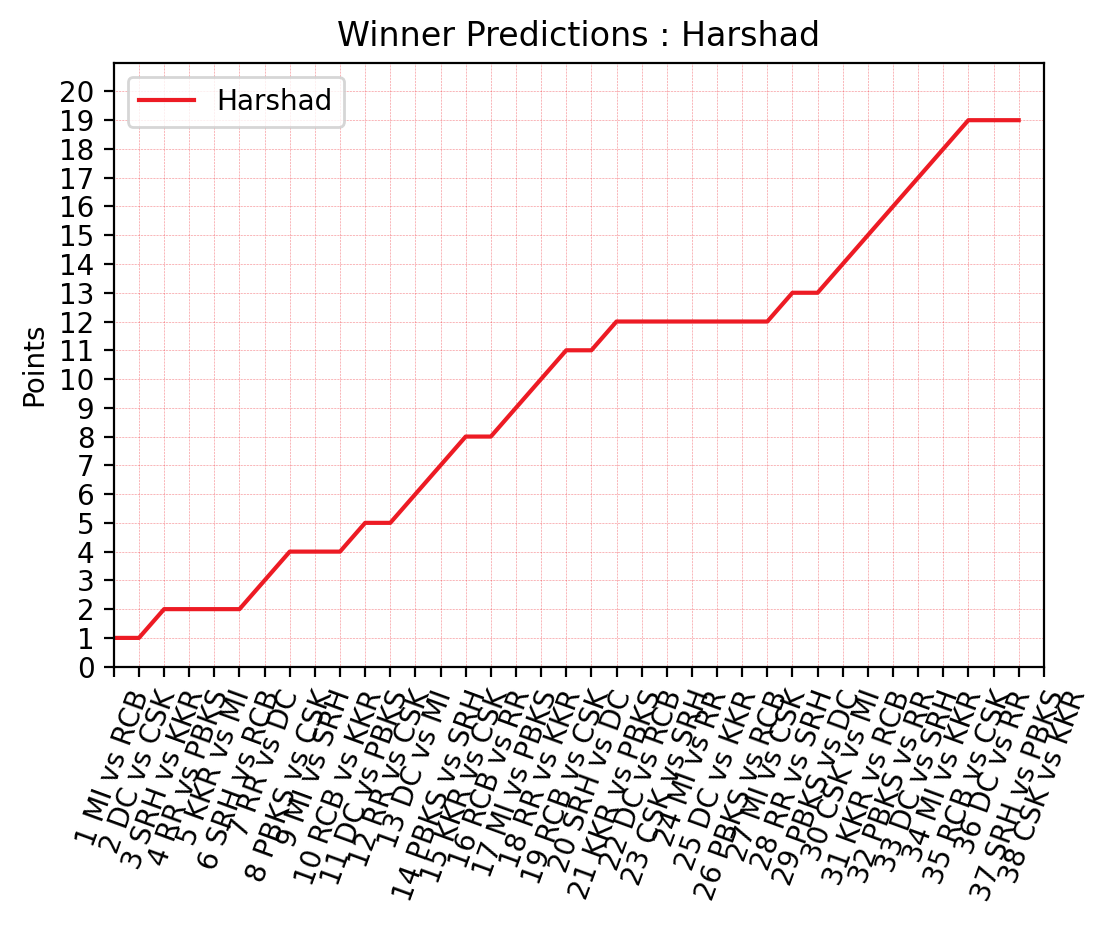 Winner Predictions : Harshad
Harshad
Points
20
19
18
17
16
15
14
13
12
11
10
9
8
7
6
5
4
3
2
1
0
1 MI vs RCB
2 DC vs CSK
3 SRH vs KKR
4 RR vs PBKS
5 KKR vs MI
6 SRH vs RCB
7 RR vs DC
8 PBKS vs CSK
9 MI vs SRH
10 RCB vs KKR
11 DC vs PBKS
12 RR vs CSK
13 DC vs MI
14 PBKS vs SRH
15 KKR vs CSK
16 RCB vs RR
17 MI vs PBKS
18 RR vs KKR
19 RCB vs CSK
20 SRH vs DC
21 KKR vs PBKS
22 DC vs RCB
23 CSK vs SRH
24 MI vs RR
25 DC vs KKR
26 PBKS vs RCB
27 MI vs CSK
28 RR vs SRH
29 PBKS vs DC
30 CSK vs MI
31 KKR vs RCB
32 PBKS vs RR
33 DC vs SRH
34 MI vs KKR
35 RCB vs CSK
36 DC vs RR
37 SRH vs PBKS
38 CSK vs KKR